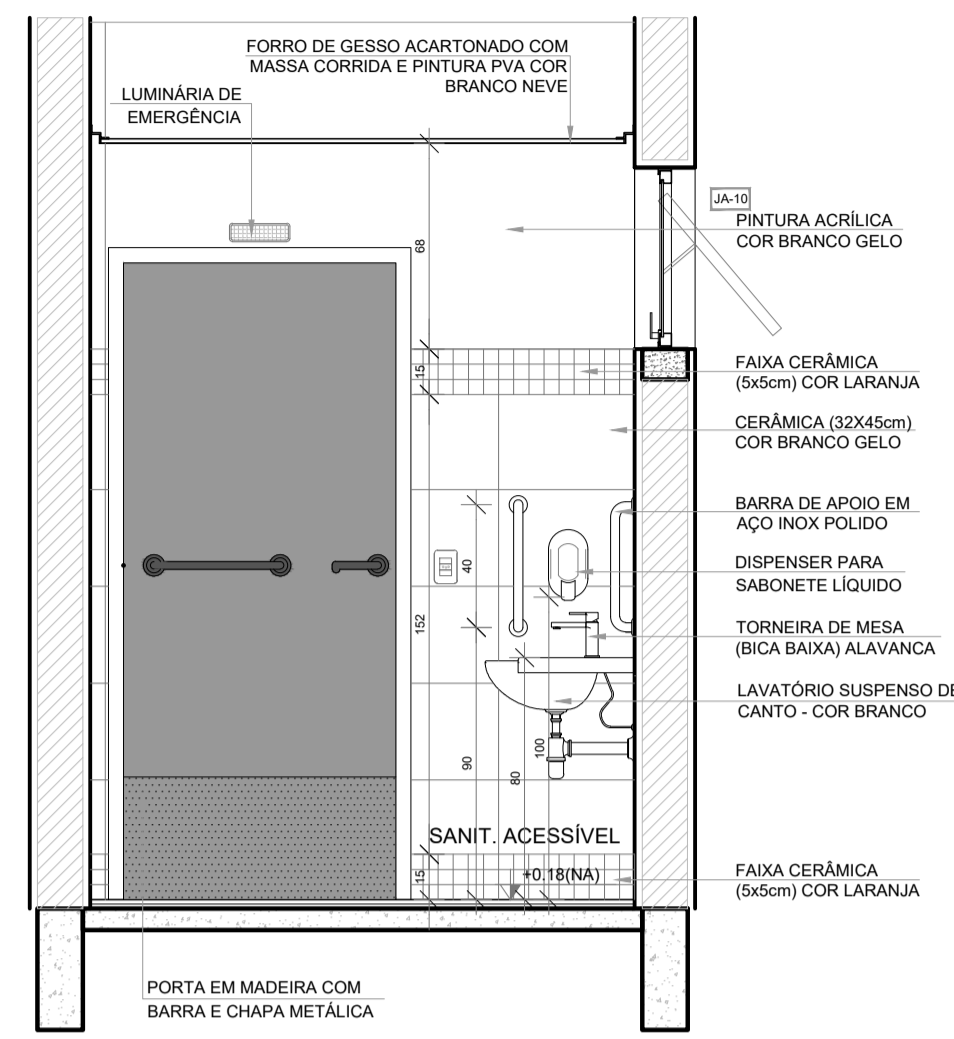 FORRO DE GESSO ACARTONADO COM
MASSA CORRIDA E PINTURA PVA COR
BRANCO NEVE
LUMINÁRIA DE
EMERGÊNCIA
JA-10
PINTURA ACRÍLICA
COR BRANCO GELO
68
15
FAIXA CERÂMICA
(5x5cm) COR LARANJA
CERÂMICA (32X45cm)
COR BRANCO GELO
BARRA DE APOIO EM
AÇO INOX POLIDO
40
DISPENSER PARA
SABONETE LÍQUIDO
152
TORNEIRA DE MESA
(BICA BAIXA) ALAVANCA
LAVATÓRIO SUSPENSO DE
CANTO - COR BRANCO
90
100
80
SANIT. ACESSÍVEL
15
+0.18(NA)
FAIXA CERÂMICA
(5x5cm) COR LARANJA
PORTA EM MADEIRA COM
BARRA E CHAPA METÁLICA